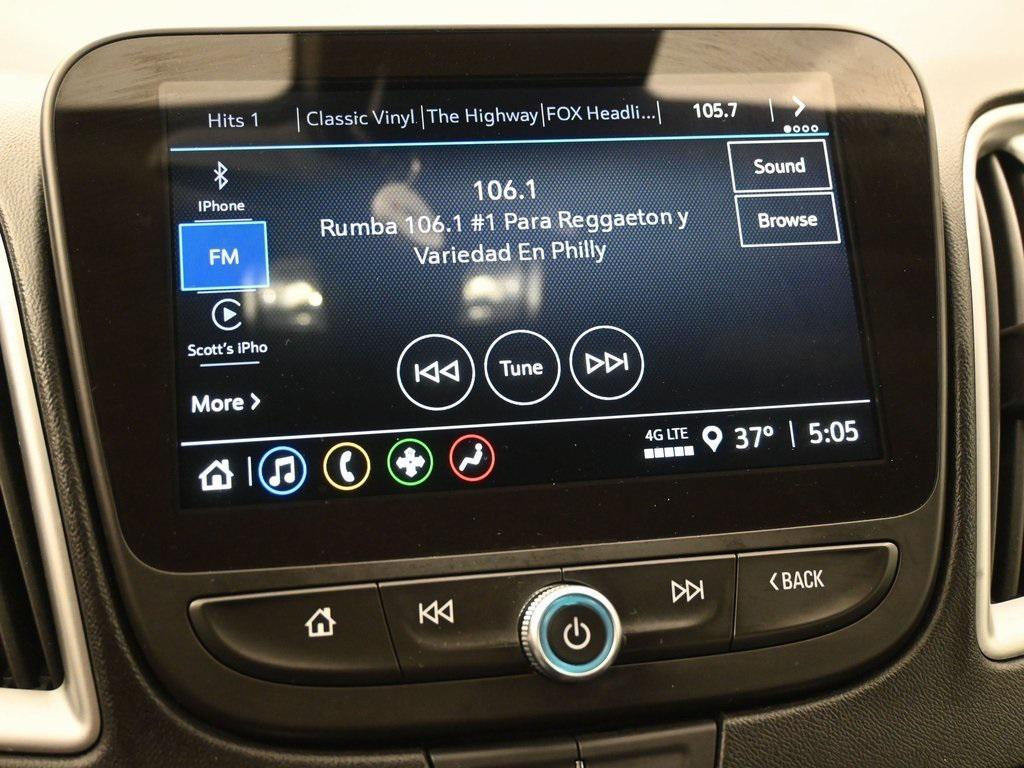 Hits 1 Classic Vinyl The Highway FOX Headli... 105.7
IPhone
FM
Scott's iPho
More
106.1
Rumba 106.1 #1 Para Reggaeton y
Variedad En Philly
Sound
Browse
Tune
4G LTE
37° 5:05
BACK